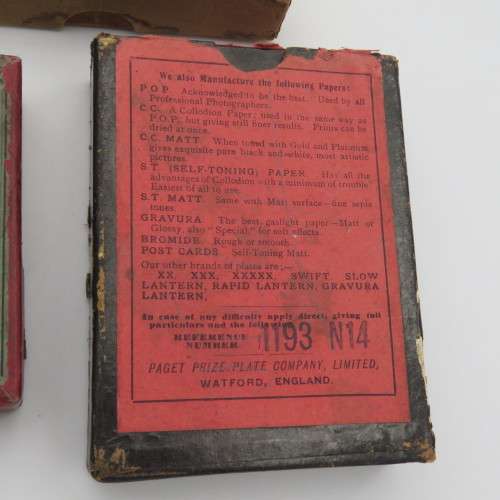 We also Manufacture the following Papers:
P.O.P. Acknowledged to be the best. Used by all
Professional Photographers.
C.C. A Collodion Paper; used in the same way as
P.O.P., but giving still finer results. Prints can be
dried at once.
C.C. MATT. When toned with Gold and Platinum
gives exquisite pure black and white, most artistic
pictures.
S.T. (SELF-TONING) PAPER. Has all the
advantages of Collodion with a minimum of trouble
Easiest of all to use.
S.T. MATT. Same with Matt surface—fine sepia
tones.
GRAVURA. The best gaslight paper—Matt or
Glossy, also "Special," for soft effects.
BROMIDE. Rough or smooth.
POST CARDS. Self-Toning Matt.
Our other brands of plates are:—
XX, XXX, XXXXX, SWIFT, SLOW
LANTERN, RAPID LANTERN, GRAVURA
LANTERN,
In case of any difficulty apply direct, giving full
particulars and the following
REFERENCE
NUMBER
1193 N14
PAGET PRIZE PLATE COMPANY, LIMITED,
WATFORD, ENGLAND.